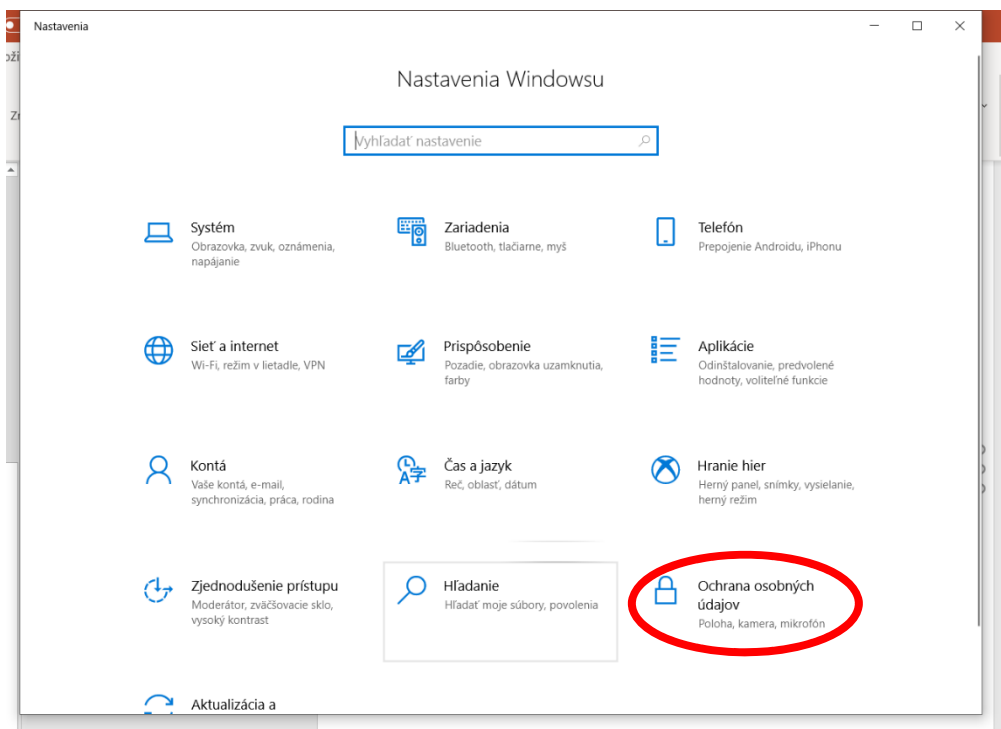 Nastavenia
Nastavenia Windowsu
Vyhľadať nastavenie
Systém
Obrazovka, zvuk, oznámenia,
napájanie
Zariadenia
Bluetooth, tlačiarne, myš
Telefón
Prepojenie Androidu, iPhonu
Sieť a internet
Wi-Fi, režim v lietadle, VPN
Prispôsobenie
Pozadie, obrazovka uzamknutia,
farby
Aplikácie
Odinštalovanie, predvolené
hodnoty, voliteľné funkcie
Kontá
Vaše kontá, e-mail,
synchronizácia, práca, rodina
Čas a jazyk
Reč, oblasť, dátum
Hranie hier
Herný panel, snímky, vysielanie,
herný režim
Zjednodušenie prístupu
Moderátor, zväčšovacie sklo,
vysoký kontrast
Hľadanie
Hľadať moje súbory, povolenia
Ochrana osobných
údajov
Poloha, kamera, mikrofón
Aktualizácia a